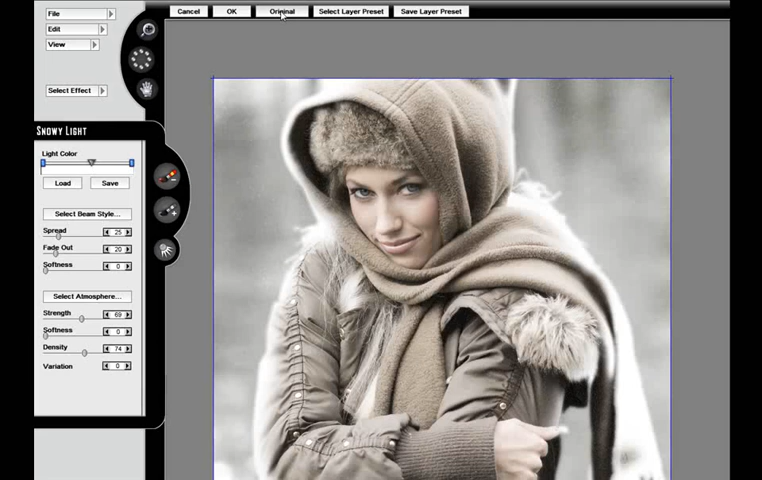 File
Edit
View
Select Effect
Cancel
OK
Original
Select Layer Preset
Save Layer Preset
SNOWY LIGHT
Light Color
Load
Save
Select Beam Style...
Spread 25
Fade Out 20
Softness 0
Select Atmosphere...
Strength 69
Softness 0
Density 74
Variation 0